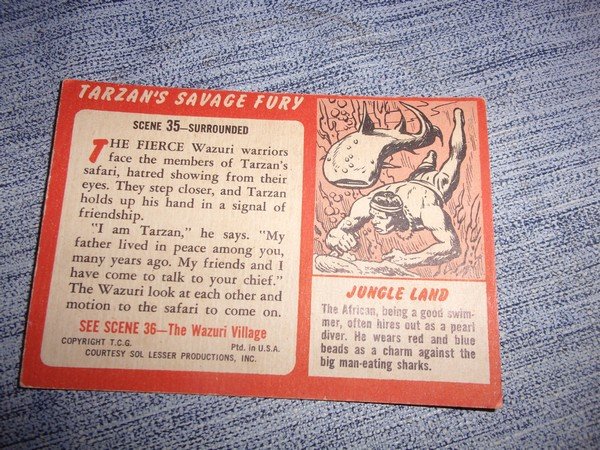 TARZAN'S SAVAGE FURY
SCENE 35—SURROUNDED
THE FIERCE Wazuri warriors
face the members of Tarzan's
safari, hatred showing from their
eyes. They step closer, and Tarzan
holds up his hand in a signal of
friendship.
"I am Tarzan," he says. "My
father lived in peace among you,
many years ago. My friends and I
have come to talk to your chief."
The Wazuri look at each other and
motion to the safari to come on.
SEE SCENE 36—The Wazuri Village
COPYRIGHT T.C.G. Ptd. in U.S.A.
COURTESY SOL LESSER PRODUCTIONS, INC.
JUNGLE LAND
The African, being a good swim-
mer, often hires out as a pearl
diver. He wears red and blue
beads as a charm against the
big man-eating sharks.